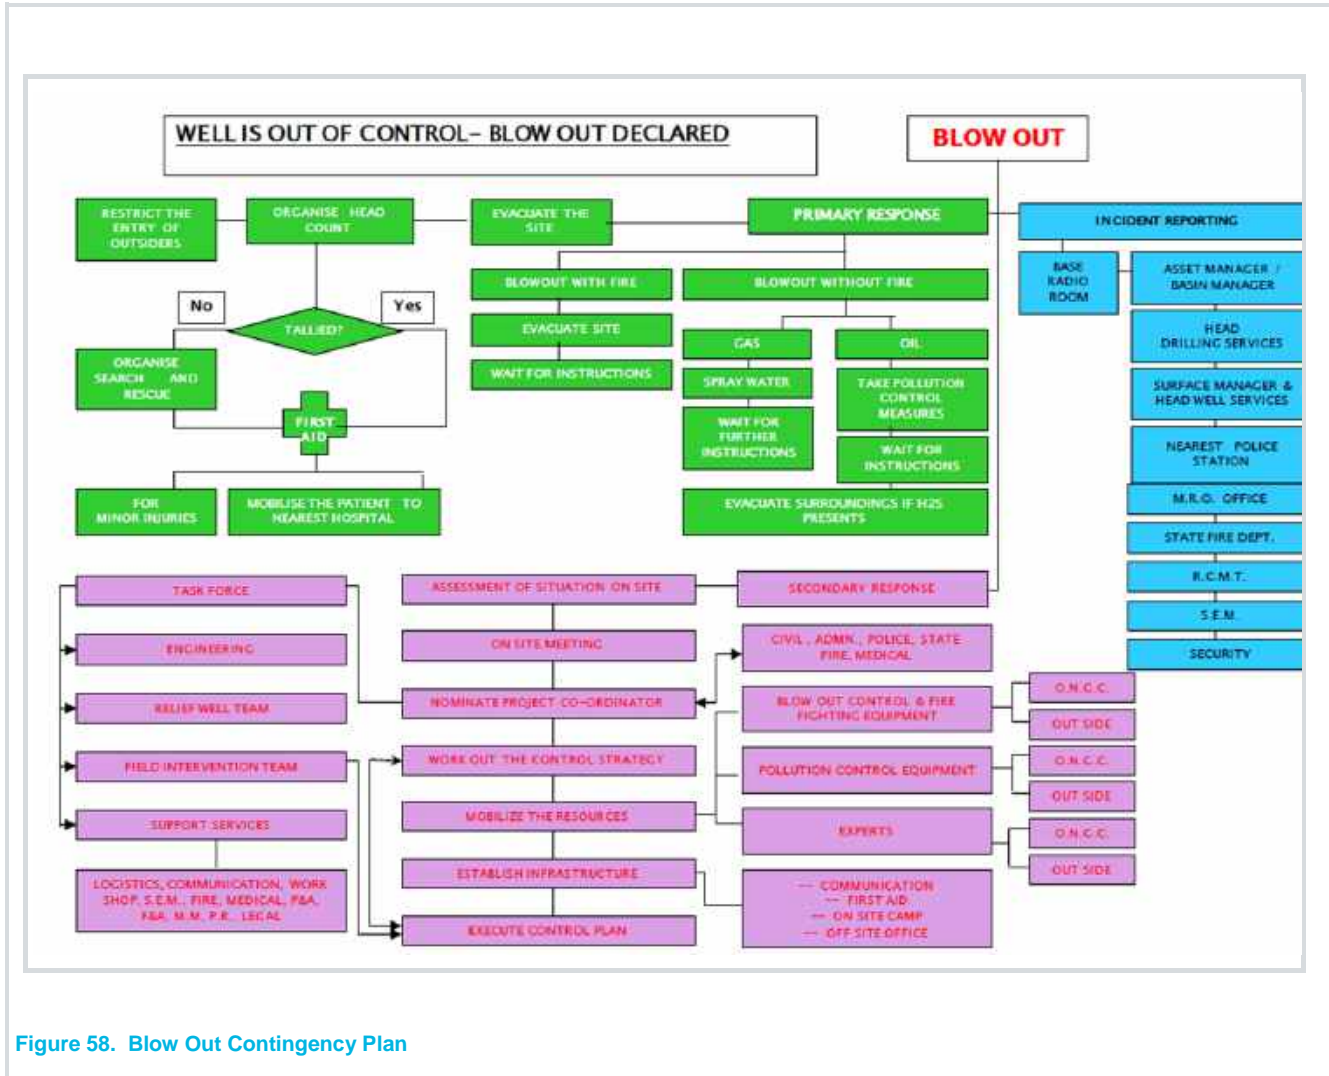 WELL IS OUT OF CONTROL- BLOW OUT DECLARED
BLOW OUT
RESTRICT THE
ENTRY OF
OUTSIDERS
ORGANISE HEAD
COUNT
EVACUATE THE
SITE
PRIMARY RESPONSE
INCIDENT REPORTING
BASE
RADIO
ROOM
ASSET MANAGER /
BASIN MANAGER
HEAD
DRILLING SERVICES
SURFACE MANAGER &
HEAD WELL SERVICES
NEAREST POLICE
STATION
M.R.O. OFFICE
STATE FIRE DEPT.
R.C.M.T.
S.E.M.
SECURITY
BLOWOUT WITH FIRE
EVACUATE SITE
WAIT FOR INSTRUCTIONS
BLOWOUT WITHOUT FIRE
GAS
SPRAY WATER
WAIT FOR
FURTHER
INSTRUCTIONS
OIL
TAKE POLLUTION
CONTROL
MEASURES
WAIT FOR
INSTRUCTIONS
EVACUATE SURROUNDINGS IF H2S
PRESENTS
No
Yes
TALLIED?
ORGANISE
SEARCH AND
RESCUE
FIRST
AID
FOR
MINOR INJURIES
MOBILISE THE PATIENT TO
NEAREST HOSPITAL
TASK FORCE
ENGINEERING
RELIEF WELL TEAM
FIELD INTERVENTION TEAM
SUPPORT SERVICES
LOGISTICS, COMMUNICATION, WORK
SHOP, S.E.M., FIRE, MEDICAL, P&A,
F&A, M.M, P.R., LEGAL
ASSESSMENT OF SITUATION ON SITE
ON SITE MEETING
NOMINATE PROJECT CO-ORDINATOR
WORK OUT THE CONTROL STRATEGY
MOBILIZE THE RESOURCES
ESTABLISH INFRASTRUCTURE
EXECUTE CONTROL PLAN
SECONDARY RESPONSE
CIVIL, ADMN., POLICE, STATE
FIRE, MEDICAL
BLOW OUT CONTROL & FIRE
FIGHTING EQUIPMENT
POLLUTION CONTROL EQUIPMENT
EXPERTS
-- COMMUNICATION
-- FIRST AID
-- ON SITE CAMP
-- OFF SITE OFFICE
O.N.G.C.
OUT SIDE
O.N.G.C.
OUT SIDE
O.N.G.C.
OUT SIDE
Figure 58. Blow Out Contingency Plan